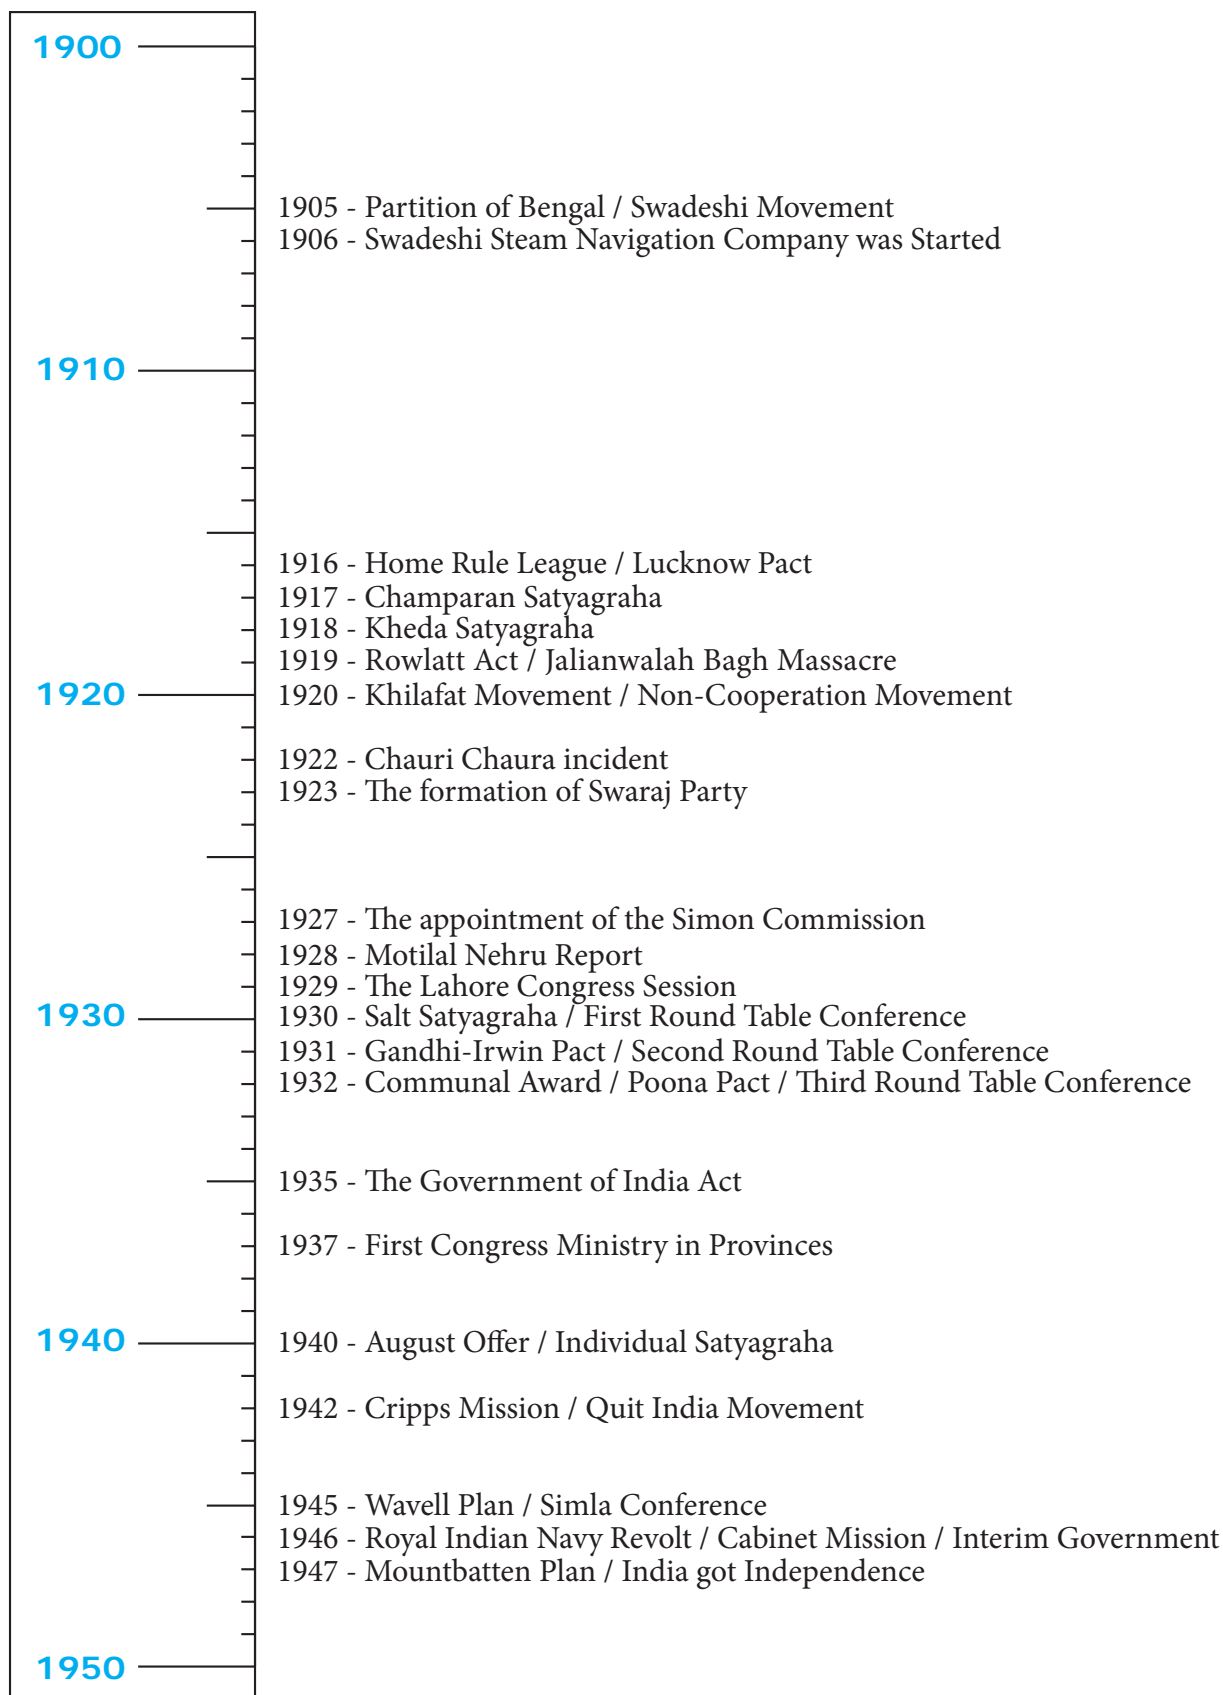 1900
1905 - Partition of Bengal / Swadeshi Movement
1906 - Swadeshi Steam Navigation Company was Started
1910
1916 - Home Rule League / Lucknow Pact
1917 - Champaran Satyagraha
1918 - Kheda Satyagraha
1919 - Rowlatt Act / Jalianwalah Bagh Massacre
1920 1920 - Khilafat Movement / Non-Cooperation Movement
1922 - Chauri Chaura incident
1923 - The formation of Swaraj Party
1927 - The appointment of the Simon Commission
1928 - Motilal Nehru Report
1929 - The Lahore Congress Session
1930 1930 - Salt Satyagraha / First Round Table Conference
1931 - Gandhi-Irwin Pact / Second Round Table Conference
1932 - Communal Award / Poona Pact / Third Round Table Conference
1935 - The Government of India Act
1937 - First Congress Ministry in Provinces
1940 1940 - August Offer / Individual Satyagraha
1942 - Cripps Mission / Quit India Movement
1945 - Wavell Plan / Simla Conference
1946 - Royal Indian Navy Revolt / Cabinet Mission / Interim Government
1947 - Mountbatten Plan / India got Independence
1950